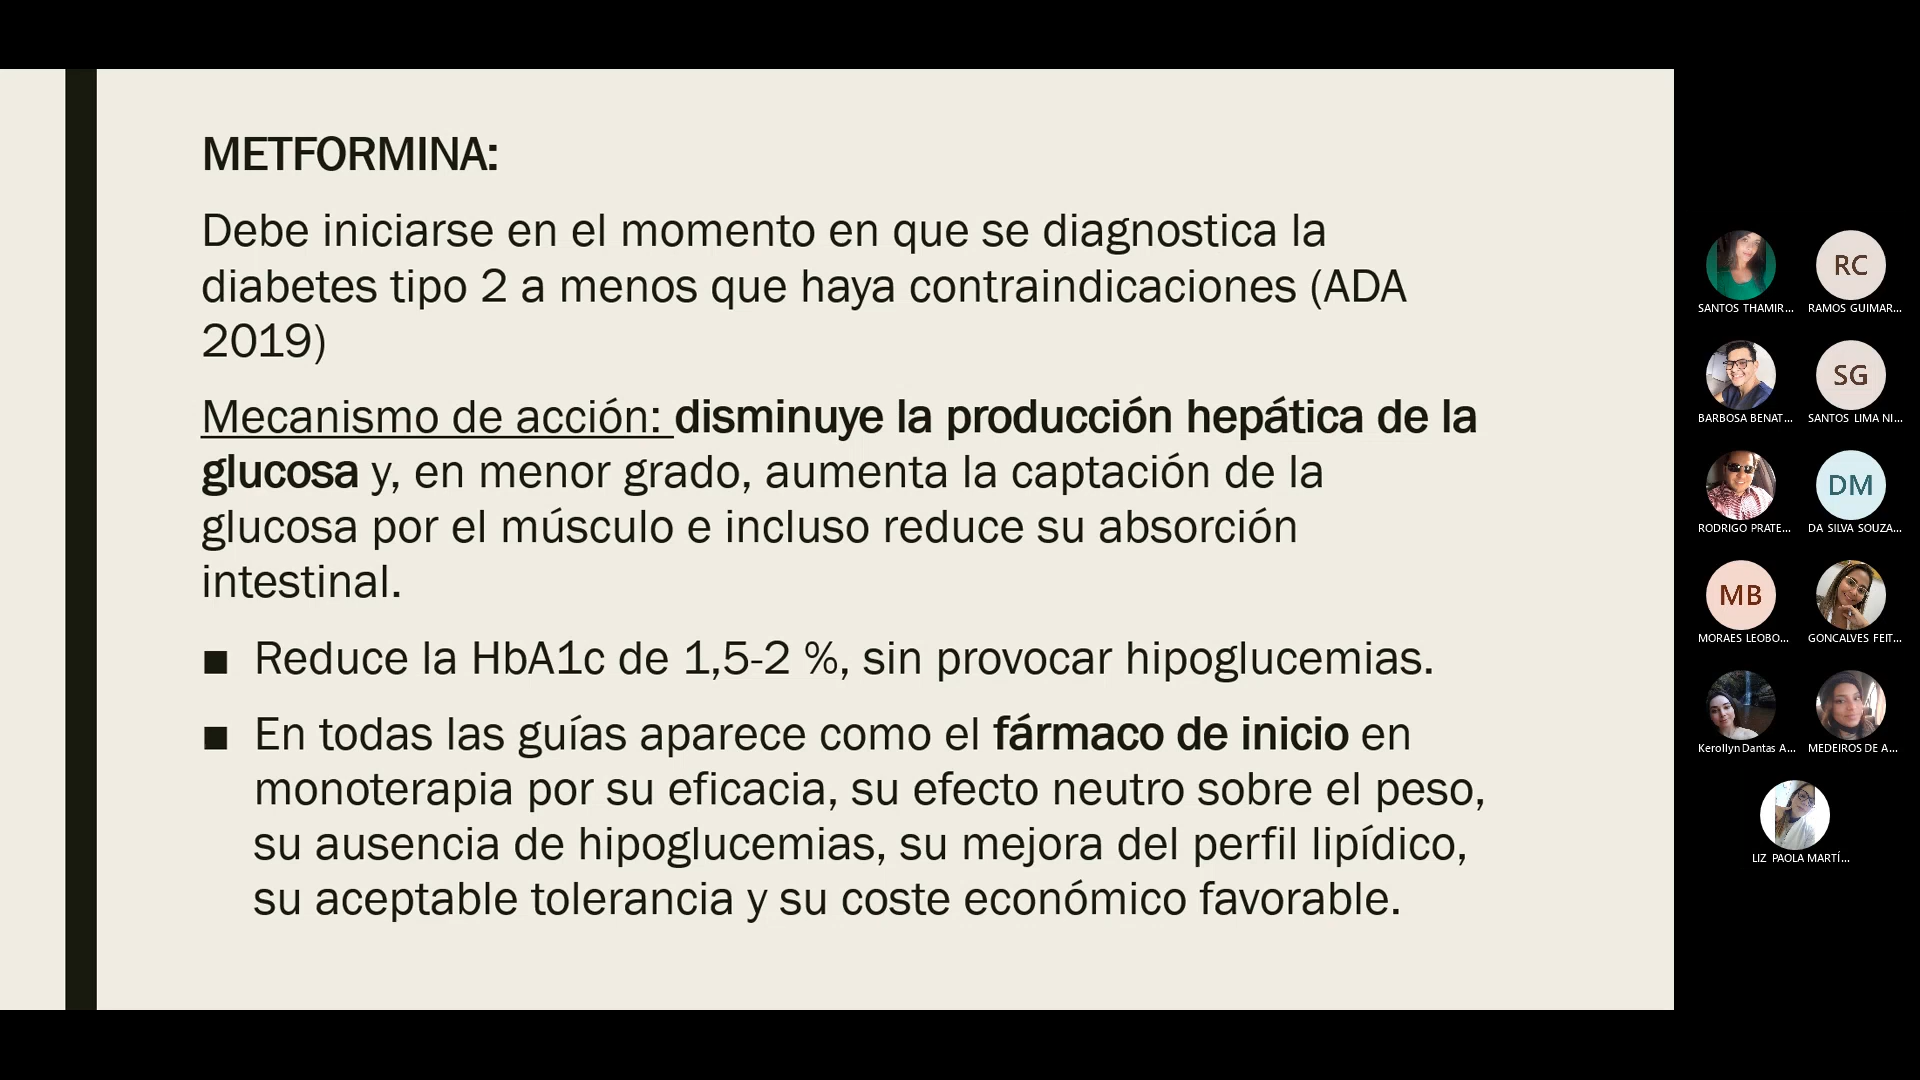 METFORMINA:
Debe iniciarse en el momento en que se diagnostica la
diabetes tipo 2 a menos que haya contraindicaciones (ADA
2019)
Mecanismo de acción: disminuye la producción hepática de la
glucosa y, en menor grado, aumenta la captación de la
glucosa por el músculo e incluso reduce su absorción
intestinal.
■ Reduce la HbA1c de 1,5-2 %, sin provocar hipoglucemias.
■ En todas las guías aparece como el fármaco de inicio en
monoterapia por su eficacia, su efecto neutro sobre el peso,
su ausencia de hipoglucemias, su mejora del perfil lipídico,
su aceptable tolerancia y su coste económico favorable.
SANTOS THAMIR...
RC
RAMOS GUIMAR...
BARBOSA BENAT...
SG
SANTOS LIMA NI...
RODRIGO PRATE...
DM
DA SILVA SOUZA...
MB
MORAES LEOBO...
GONCALVES FEIT...
Kerollyn Dantas A...
MEDEIROS DE A...
LIZ PAOLA MARTÍ...